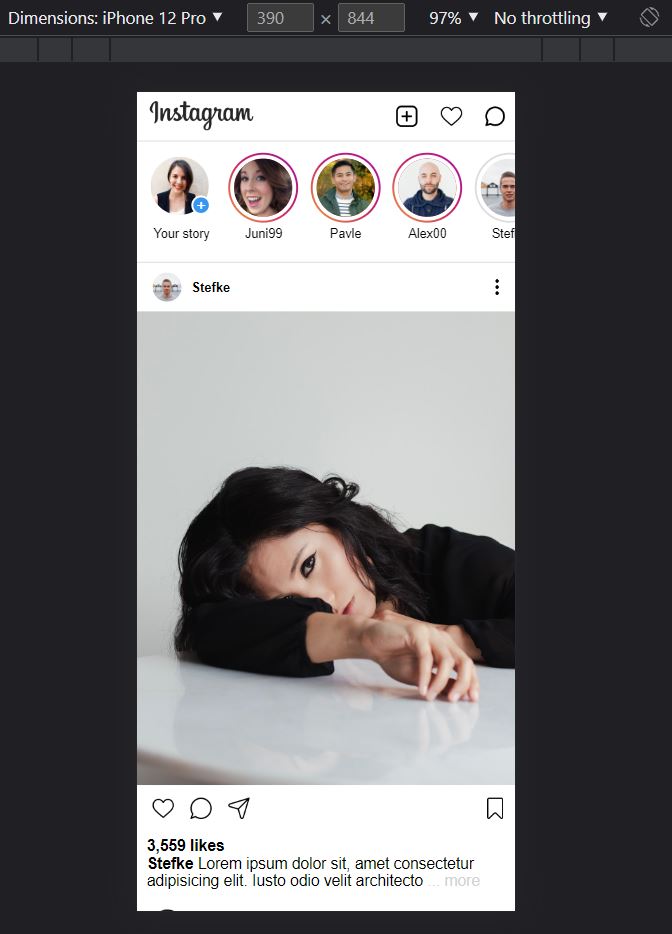 Dimensions: iPhone 12 Pro ▼ 390 × 844 97% ▼ No throttling ▼
Instagram
Your story Juni99 Pavle Alex00 Stef
Stefke
3,559 likes
Stefke Lorem ipsum dolor sit, amet consectetur
adipisicing elit. Iusto odio velit architecto ... more